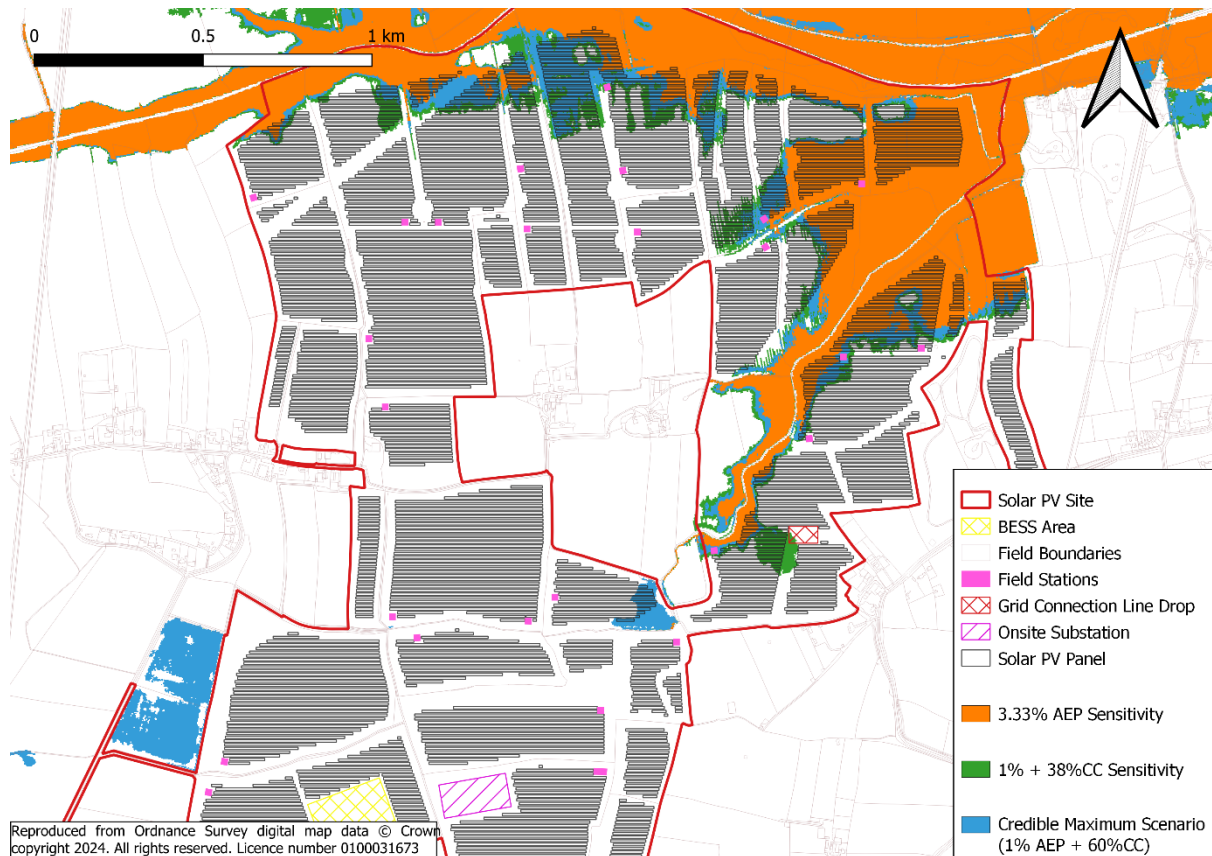 0 0.5 1 km
Solar PV Site
BESS Area
Field Boundaries
Field Stations
Grid Connection Line Drop
Onsite Substation
Solar PV Panel
3.33% AEP Sensitivity
1% + 38%CC Sensitivity
Credible Maximum Scenario
(1% AEP + 60%CC)
Reproduced from Ordnance Survey digital map data © Crown
copyright 2024. All rights reserved. Licence number 0100031673